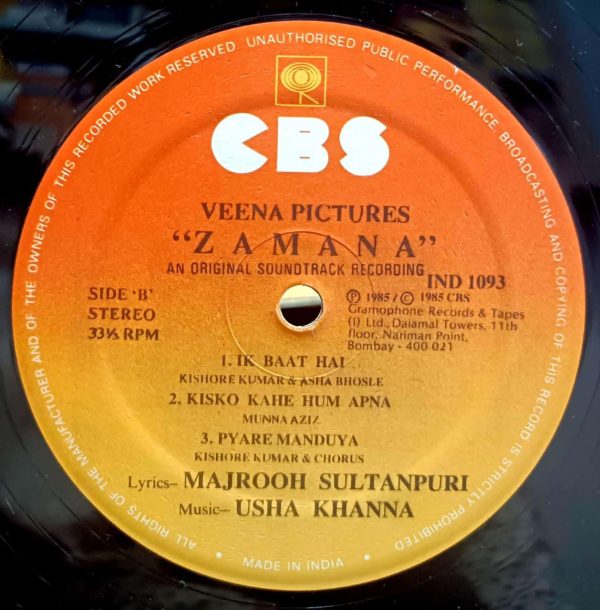 ALL RIGHTS OF THE MANUFACTURER AND OF THE OWNERS OF THIS RECORDED WORK RESERVED UNAUTHORISED PUBLIC PERFORMANCE BROADCASTING AND COPYING OF THIS RECORD IS STRICTLY PROHIBITED
CBS
VEENA PICTURES
"ZAMANA"
AN ORIGINAL SOUNDTRACK RECORDING
IND 1093
SIDE 'B'
STEREO
33⅓ RPM
Ⓟ 1985 / Ⓒ 1985 CBS
Gramophone Records & Tapes
(I) Ltd., Dalamal Towers, 11th
floor, Nariman Point,
Bombay - 400 021
1. IK BAAT HAI
KISHORE KUMAR & ASHA BHOSLE
2. KISKO KAHE HUM APNA
MUNNA AZIZ
3. PYARE MANDUYA
KISHORE KUMAR & CHORUS
Lyrics– MAJROOH SULTANPURI
Music– USHA KHANNA
MADE IN INDIA